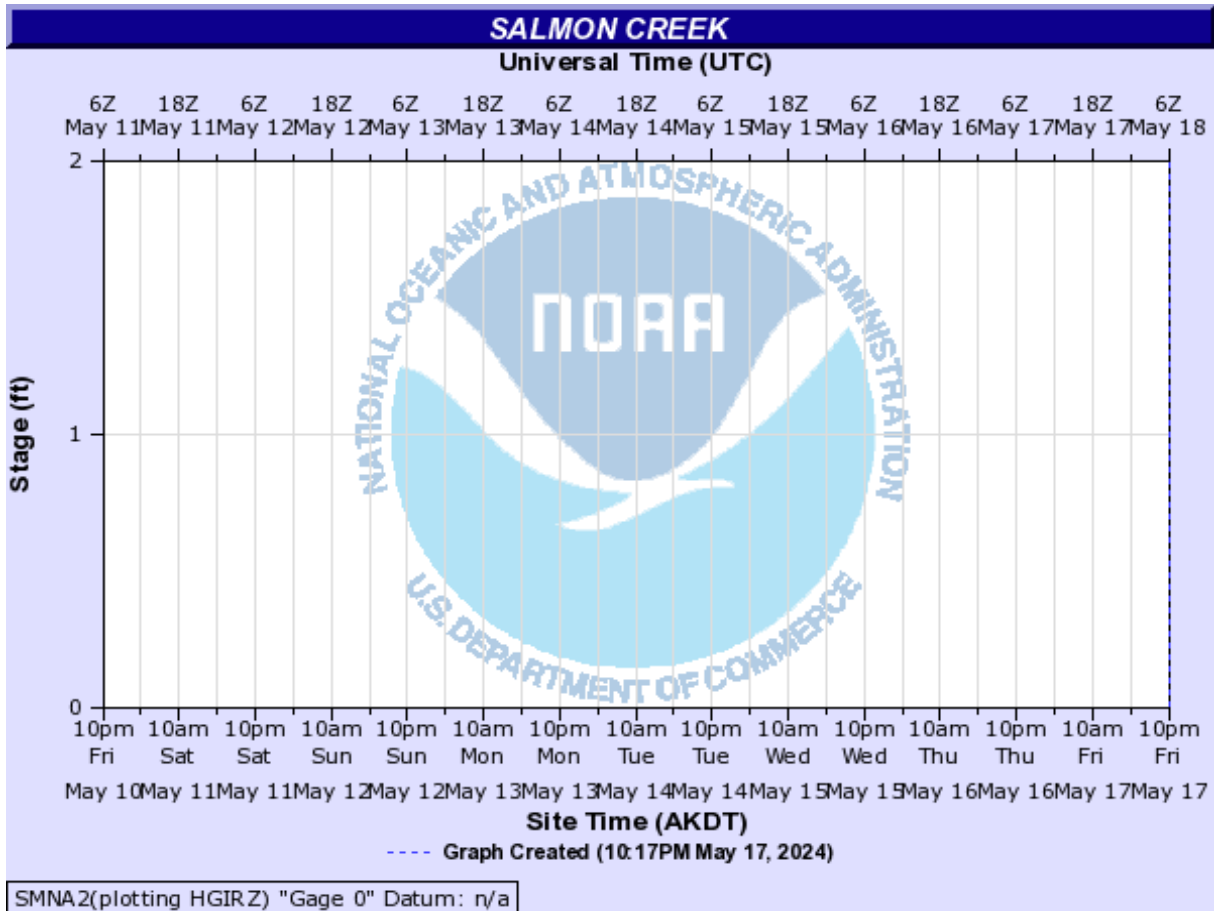 SALMON CREEK
Universal Time (UTC)
6Z 18Z 6Z 18Z 6Z 18Z 6Z 18Z 6Z 18Z 6Z 18Z 6Z 18Z 6Z
May 11 May 11 May 12 May 12 May 13 May 13 May 14 May 14 May 15 May 15 May 16 May 16 May 17 May 17 May 18
2
1
0
Stage (ft)
NATIONAL OCEANIC AND ATMOSPHERIC ADMINISTRATION
NOAA
U.S. DEPARTMENT OF COMMERCE
10pm 10am 10pm 10am 10pm 10am 10pm 10am 10pm 10am 10pm 10am 10pm 10am 10pm
Fri Sat Sat Sun Sun Mon Mon Tue Tue Wed Wed Thu Thu Fri Fri
May 10 May 11 May 11 May 12 May 12 May 13 May 13 May 14 May 14 May 15 May 15 May 16 May 16 May 17 May 17
Site Time (AKDT)
---- Graph Created (10:17PM May 17, 2024)
SMNA2(plotting HGIRZ) "Gage 0" Datum: n/a